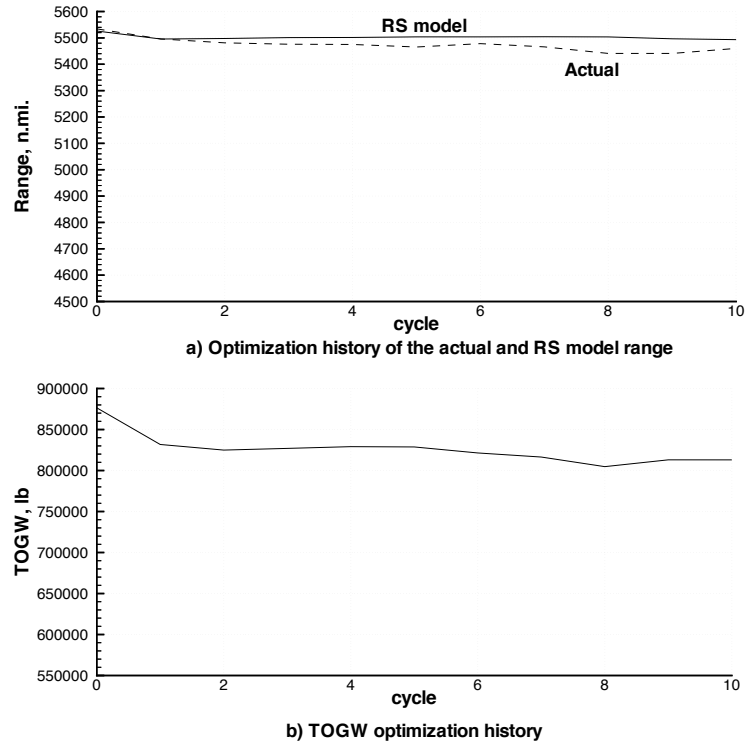 5600
5500
5400
5300
5200
5100
5000
4900
4800
4700
4600
4500
Range, n.mi.
RS model
Actual
0 2 4 6 8 10
cycle
a) Optimization history of the actual and RS model range
900000
850000
800000
750000
700000
650000
600000
550000
TOGW, lb
0 2 4 6 8 10
cycle
b) TOGW optimization history